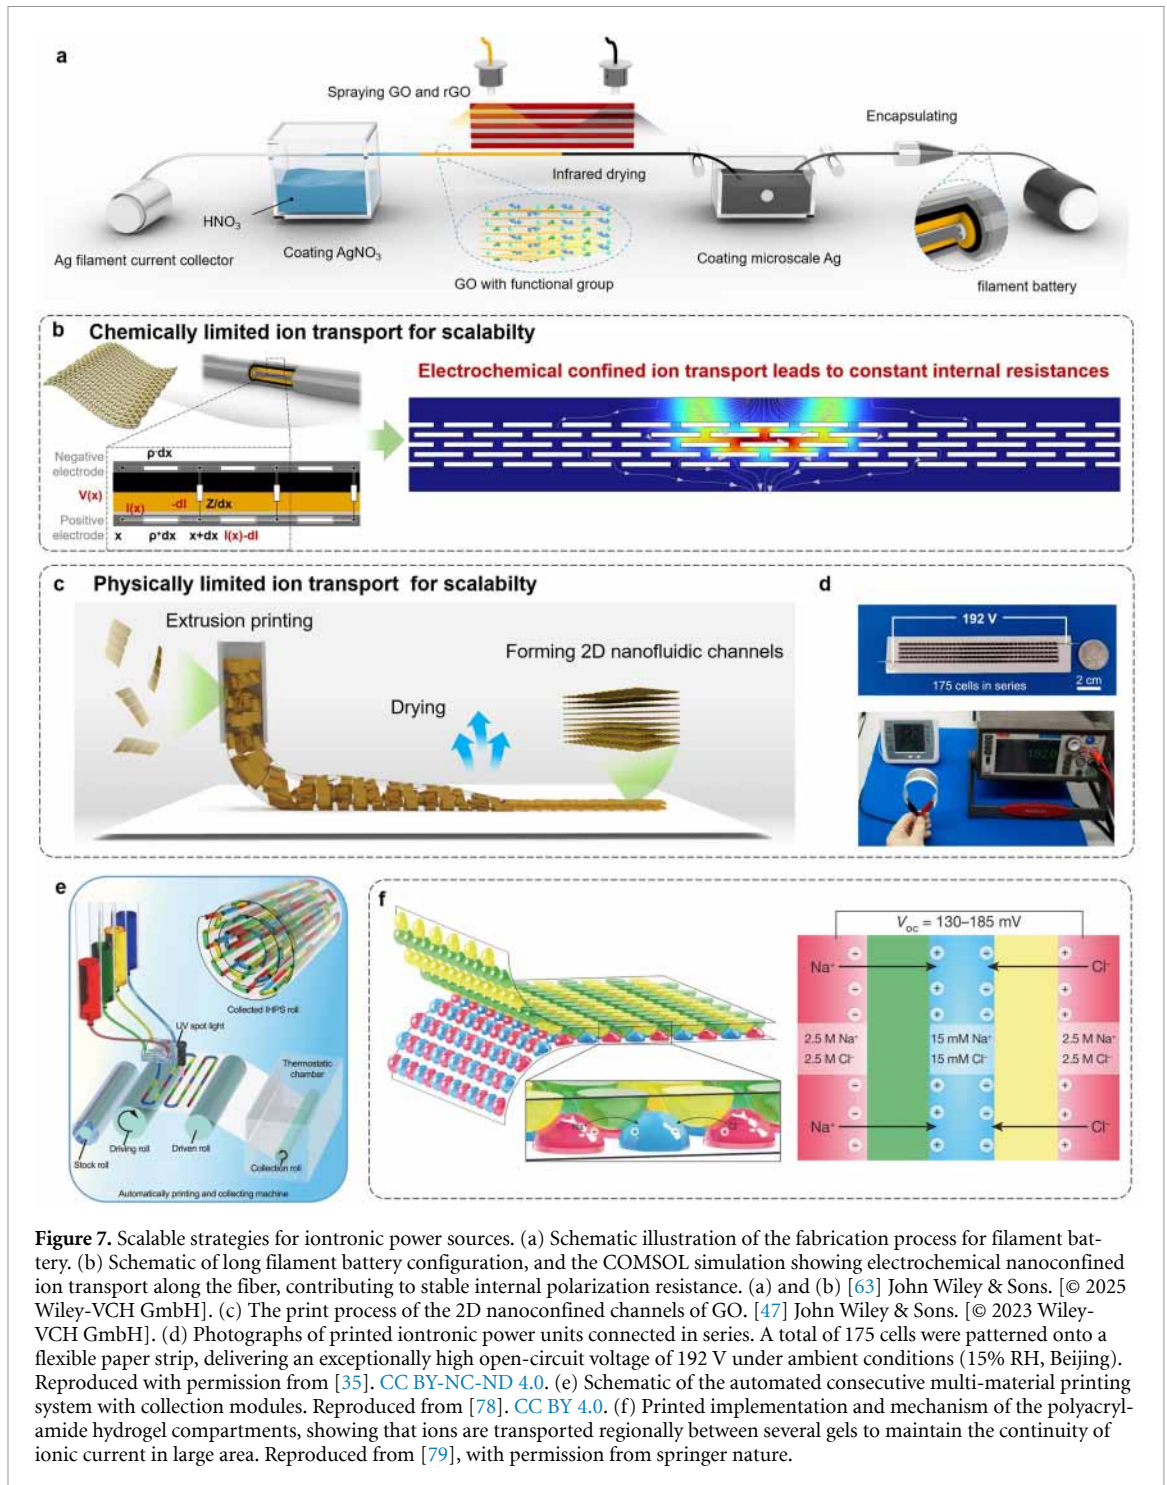 a
Spraying GO and rGO
Encapsulating
Infrared drying
HNO3
Coating AgNO3
Ag filament current collector
GO with functional group
Coating microscale Ag
filament battery
b Chemically limited ion transport for scalabilty
Electrochemical confined ion transport leads to constant internal resistances
Negative
electrode
ρ-dx
V(x)
I(x) -dI Z/dx
Positive
electrode
x ρ+dx x+dx I(x)-dI
c Physically limited ion transport for scalabilty
Extrusion printing
Forming 2D nanofluidic channels
Drying
d
192 V
175 cells in series
2 cm
e
Collected IHPS roll
UV spot light
Thermostatic
chamber
Driving roll
Driven roll
Stock roll
Collection roll
Automatically printing and collecting machine
f
Voc = 130–185 mV
Na+ Cl−
2.5 M Na+ 15 mM Na+ 2.5 M Na+
2.5 M Cl− 15 mM Cl− 2.5 M Cl−
Na+ Cl−
Figure 7. Scalable strategies for iontronic power sources. (a) Schematic illustration of the fabrication process for filament bat-
tery. (b) Schematic of long filament battery configuration, and the COMSOL simulation showing electrochemical nanoconfined
ion transport along the fiber, contributing to stable internal polarization resistance. (a) and (b) [63] John Wiley & Sons. [© 2025
Wiley-VCH GmbH]. (c) The print process of the 2D nanoconfined channels of GO. [47] John Wiley & Sons. [© 2023 Wiley-
VCH GmbH]. (d) Photographs of printed iontronic power units connected in series. A total of 175 cells were patterned onto a
flexible paper strip, delivering an exceptionally high open-circuit voltage of 192 V under ambient conditions (15% RH, Beijing).
Reproduced with permission from [35]. CC BY-NC-ND 4.0. (e) Schematic of the automated consecutive multi-material printing
system with collection modules. Reproduced from [78]. CC BY 4.0. (f) Printed implementation and mechanism of the polyacryl-
amide hydrogel compartments, showing that ions are transported regionally between several gels to maintain the continuity of
ionic current in large area. Reproduced from [79], with permission from springer nature.